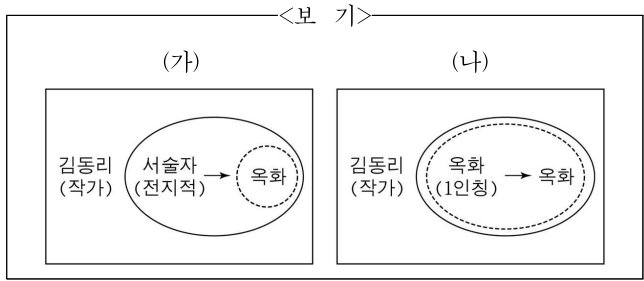 <보 기>
(가) (나)
김동리 서술자 → 옥화 김동리 옥화 → 옥화
(작가) (전지적) (작가) (1인칭)